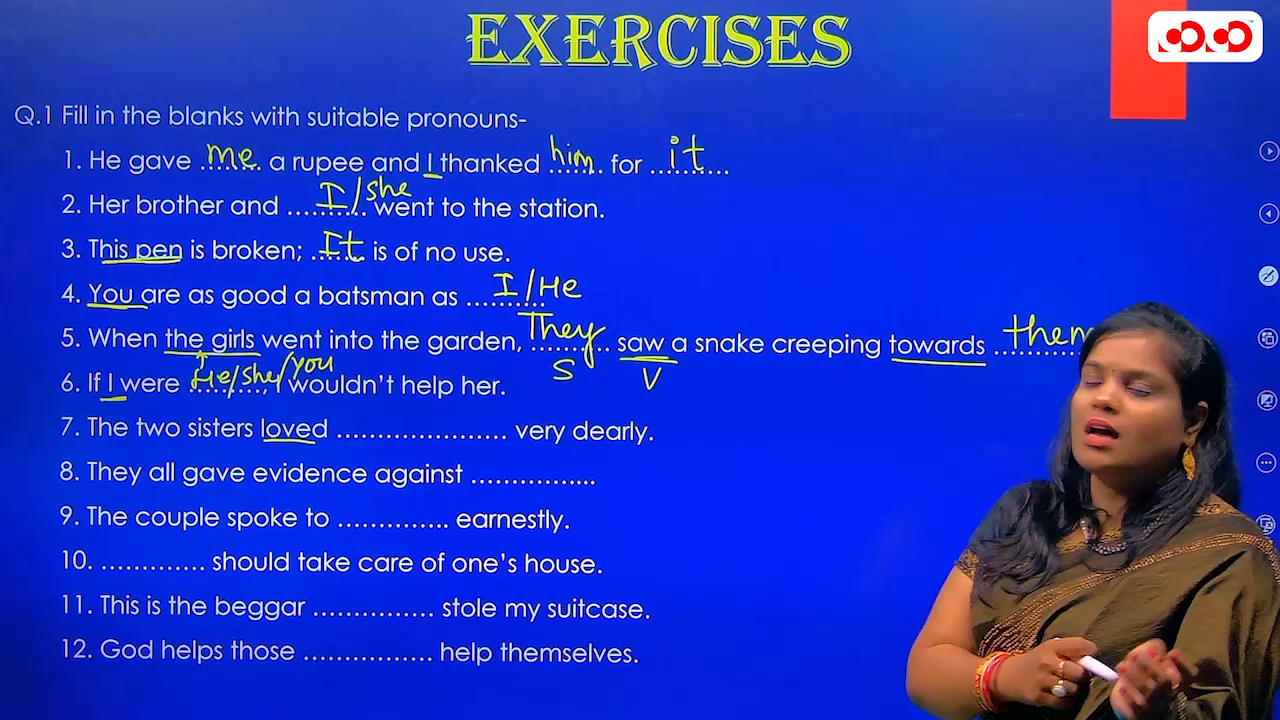 EXERCISES
Q.1 Fill in the blanks with suitable pronouns-
1. He gave ...me... a rupee and I thanked ..him.. for ...it...
2. Her brother and ....I/she.... went to the station.
3. This pen is broken; ..It.. is of no use.
4. You are as good a batsman as ....I/He....
5. When the girls went into the garden, ...They... saw a snake creeping towards ...them
S V
6. If I were ...He/she/you..., I wouldn't help her.
7. The two sisters loved .................... very dearly.
8. They all gave evidence against ................
9. The couple spoke to ............. earnestly.
10. ............. should take care of one's house.
11. This is the beggar .............. stole my suitcase.
12. God helps those ............... help themselves.